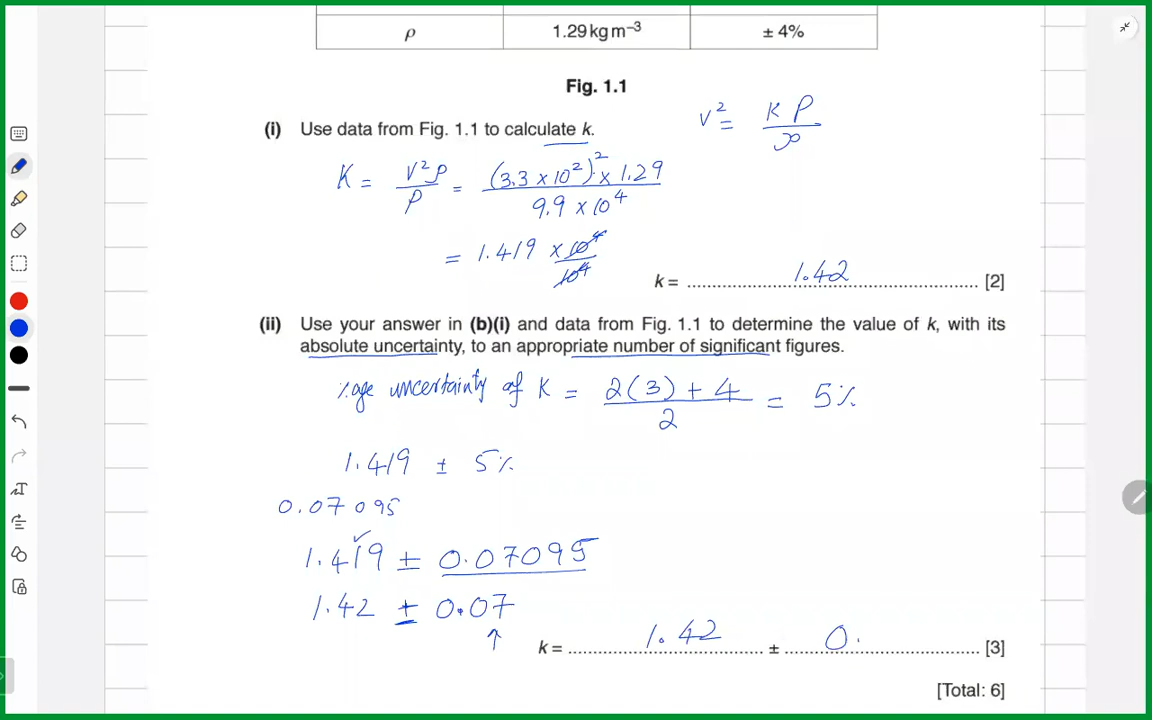 ρ 1.29 kg m⁻³ ± 4%
Fig. 1.1
(i) Use data from Fig. 1.1 to calculate k.
v² = KP/ρ
K = V²ρ/P = (3.3 × 10²)² × 1.29 / 9.9 × 10⁴
= 1.419 × 10⁴/10⁴
k = 1.42 [2]
(ii) Use your answer in (b)(i) and data from Fig. 1.1 to determine the value of k, with its
absolute uncertainty, to an appropriate number of significant figures.
%age uncertainty of K = 2(3) + 4 / 2 = 5%
1.419 ± 5%
0.07095
1.419 ± 0.07095
1.42 ± 0.07
k = 1.42 ± 0. [3]
[Total: 6]